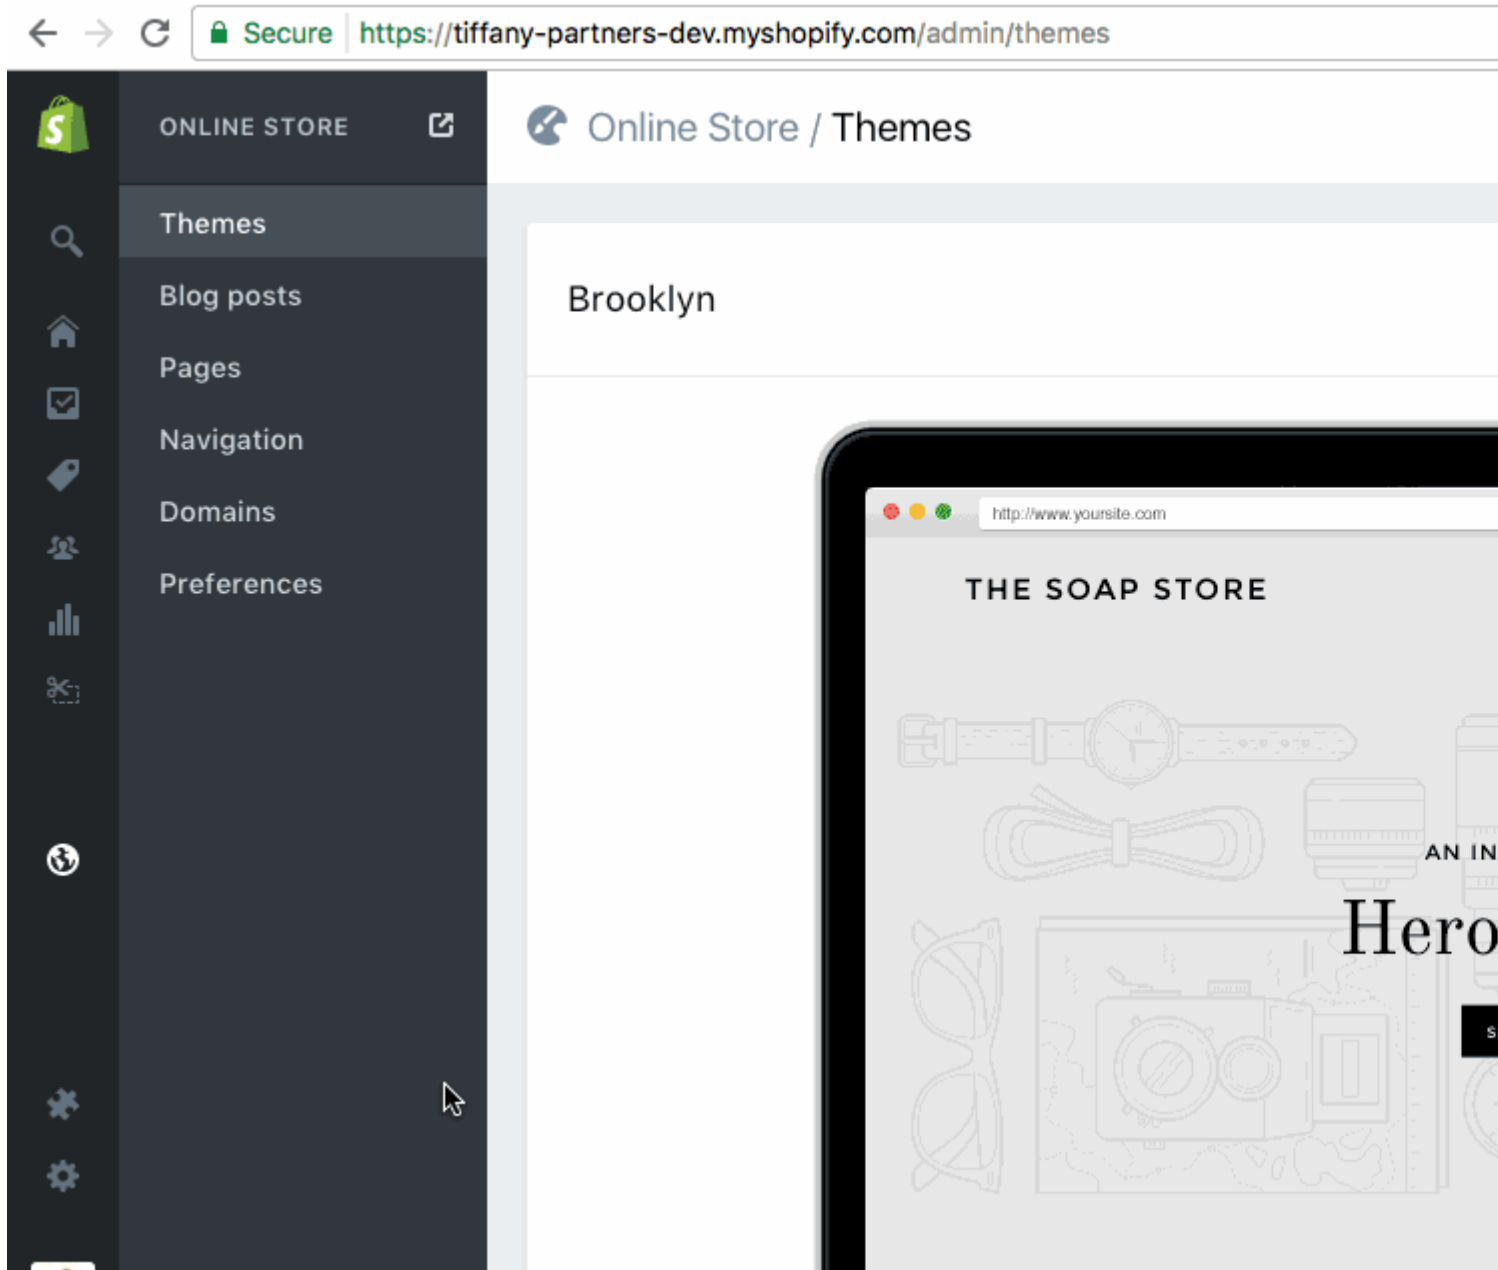 Secure https://tiffany-partners-dev.myshopify.com/admin/themes
S
ONLINE STORE
Online Store / Themes
Themes
Blog posts
Pages
Navigation
Domains
Preferences
Brooklyn
http://www.yoursite.com
THE SOAP STORE
AN IN
Hero
S